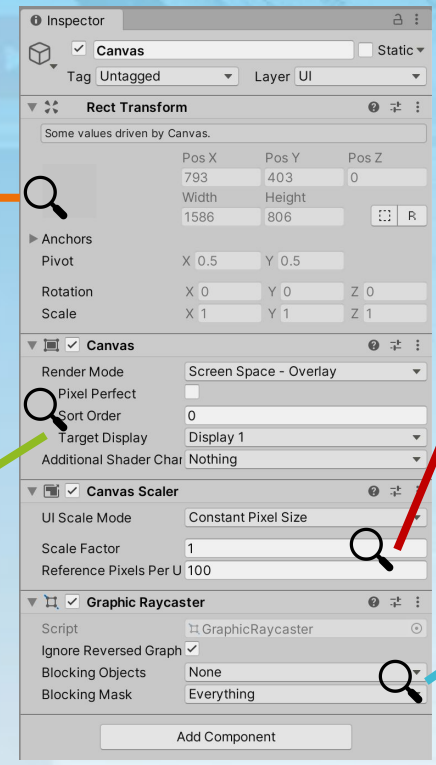 Inspector
Canvas Static
Tag Untagged Layer UI
Rect Transform
Some values driven by Canvas.
Pos X Pos Y Pos Z
793 403 0
Width Height
1586 806
R
Anchors
Pivot X 0.5 Y 0.5
Rotation X 0 Y 0 Z 0
Scale X 1 Y 1 Z 1
Canvas
Render Mode Screen Space - Overlay
Pixel Perfect
Sort Order 0
Target Display Display 1
Additional Shader Char Nothing
Canvas Scaler
UI Scale Mode Constant Pixel Size
Scale Factor 1
Reference Pixels Per U 100
Graphic Raycaster
Script GraphicRaycaster
Ignore Reversed Graph
Blocking Objects None
Blocking Mask Everything
Add Component